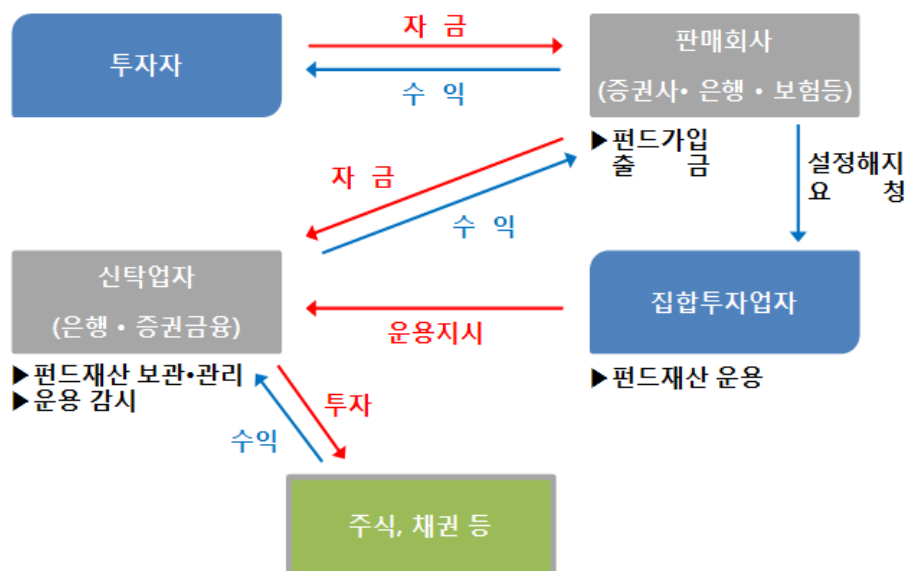 투자자
자 금
수 익
판매회사
(증권사• 은행 • 보험등)
▶펀드가입
출 금
설정해지
요 청
자 금
수 익
신탁업자
(은행 • 증권금융)
▶펀드재산 보관•관리
▶운용 감시
운용지시
집합투자업자
▶펀드재산 운용
투자
수익
주식, 채권 등